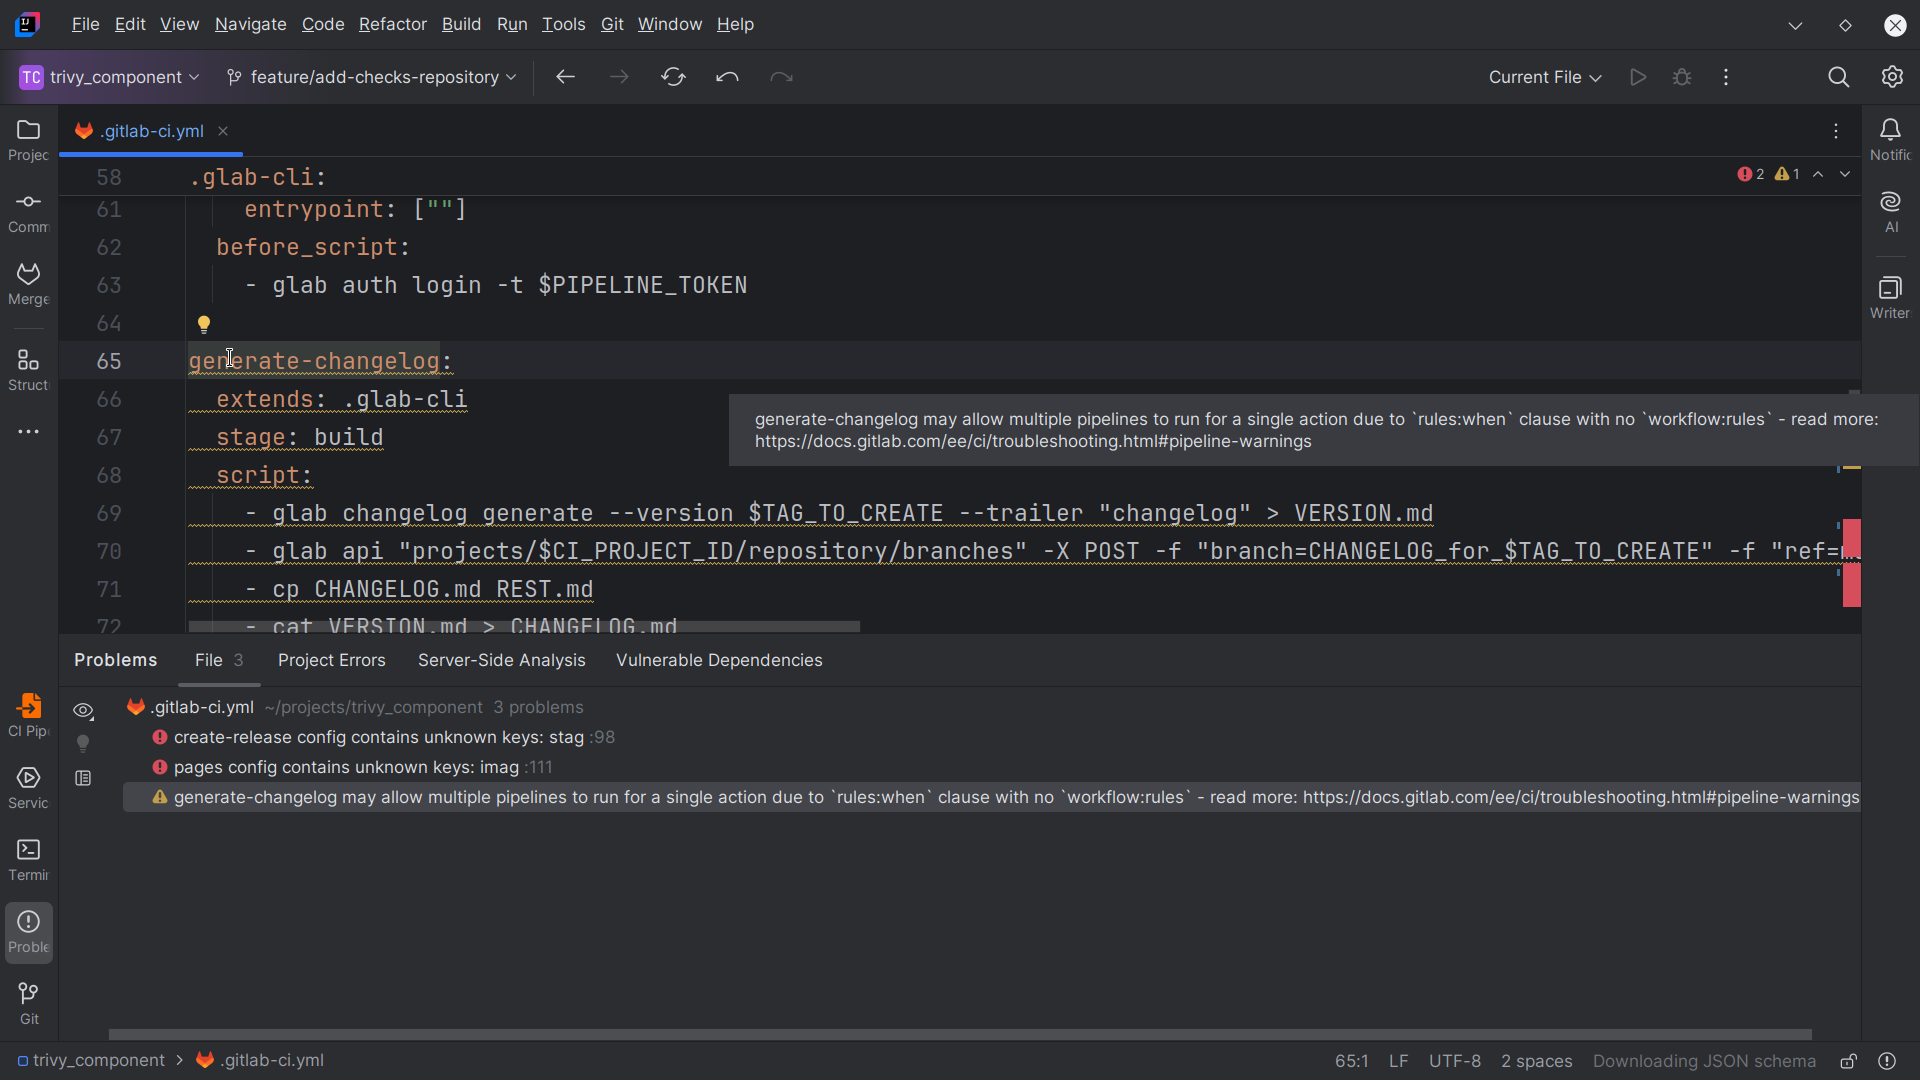 File Edit View Navigate Code Refactor Build Run Tools Git Window Help
TC trivy_component feature/add-checks-repository Current File
.gitlab-ci.yml
58 .glab-cli: 2 1
61 entrypoint: [""]
62 before_script:
63 - glab auth login -t $PIPELINE_TOKEN
64
65 generate-changelog:
66 extends: .glab-cli
67 stage: build
68 script:
69 - glab changelog generate --version $TAG_TO_CREATE --trailer "changelog" > VERSION.md
70 - glab api "projects/$CI_PROJECT_ID/repository/branches" -X POST -f "branch=CHANGELOG_for_$TAG_TO_CREATE" -f "ref=
71 - cp CHANGELOG.md REST.md
72 - cat VERSION.md > CHANGELOG.md
generate-changelog may allow multiple pipelines to run for a single action due to `rules:when` clause with no `workflow:rules` - read more:
https://docs.gitlab.com/ee/ci/troubleshooting.html#pipeline-warnings
Projec
Comm
Merge
Struct
CI Pip
Servic
Termir
Proble
Git
Notific
AI
Writer
Problems File 3 Project Errors Server-Side Analysis Vulnerable Dependencies
.gitlab-ci.yml ~/projects/trivy_component 3 problems
create-release config contains unknown keys: stag :98
pages config contains unknown keys: imag :111
generate-changelog may allow multiple pipelines to run for a single action due to `rules:when` clause with no `workflow:rules` - read more: https://docs.gitlab.com/ee/ci/troubleshooting.html#pipeline-warnings
trivy_component > .gitlab-ci.yml 65:1 LF UTF-8 2 spaces Downloading JSON schema